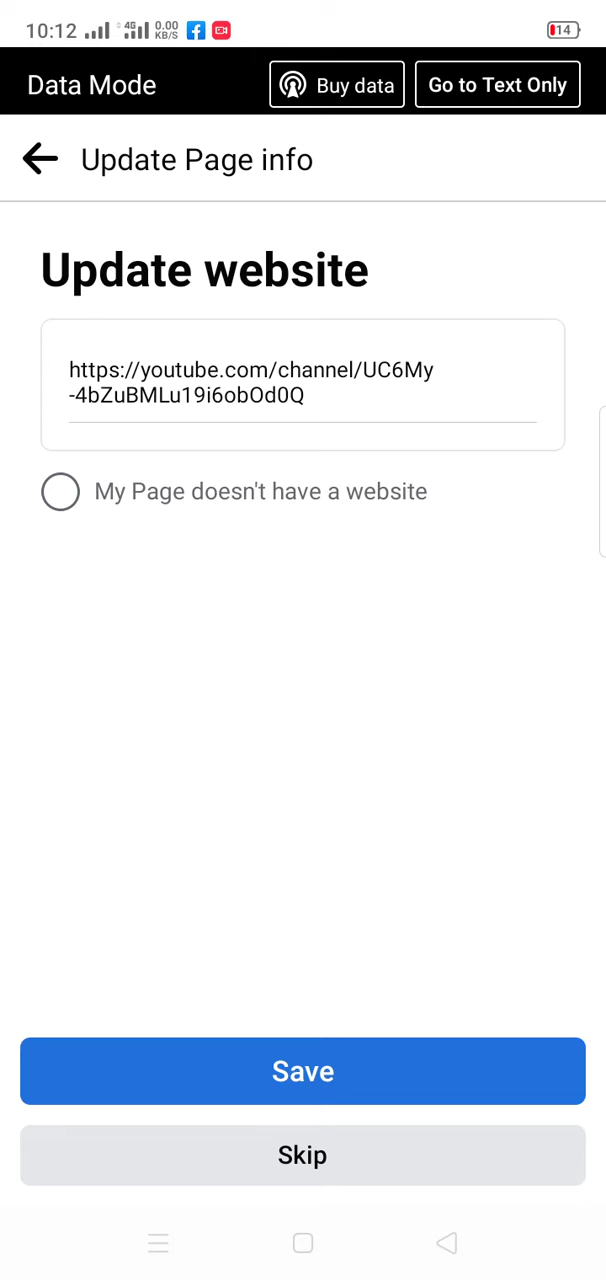 10:12 4G 0.00 KB/S 14
Data Mode Buy data Go to Text Only
Update Page info
Update website
https://youtube.com/channel/UC6My
-4bZuBMLu19i6obOd0Q
My Page doesn't have a website
Save
Skip